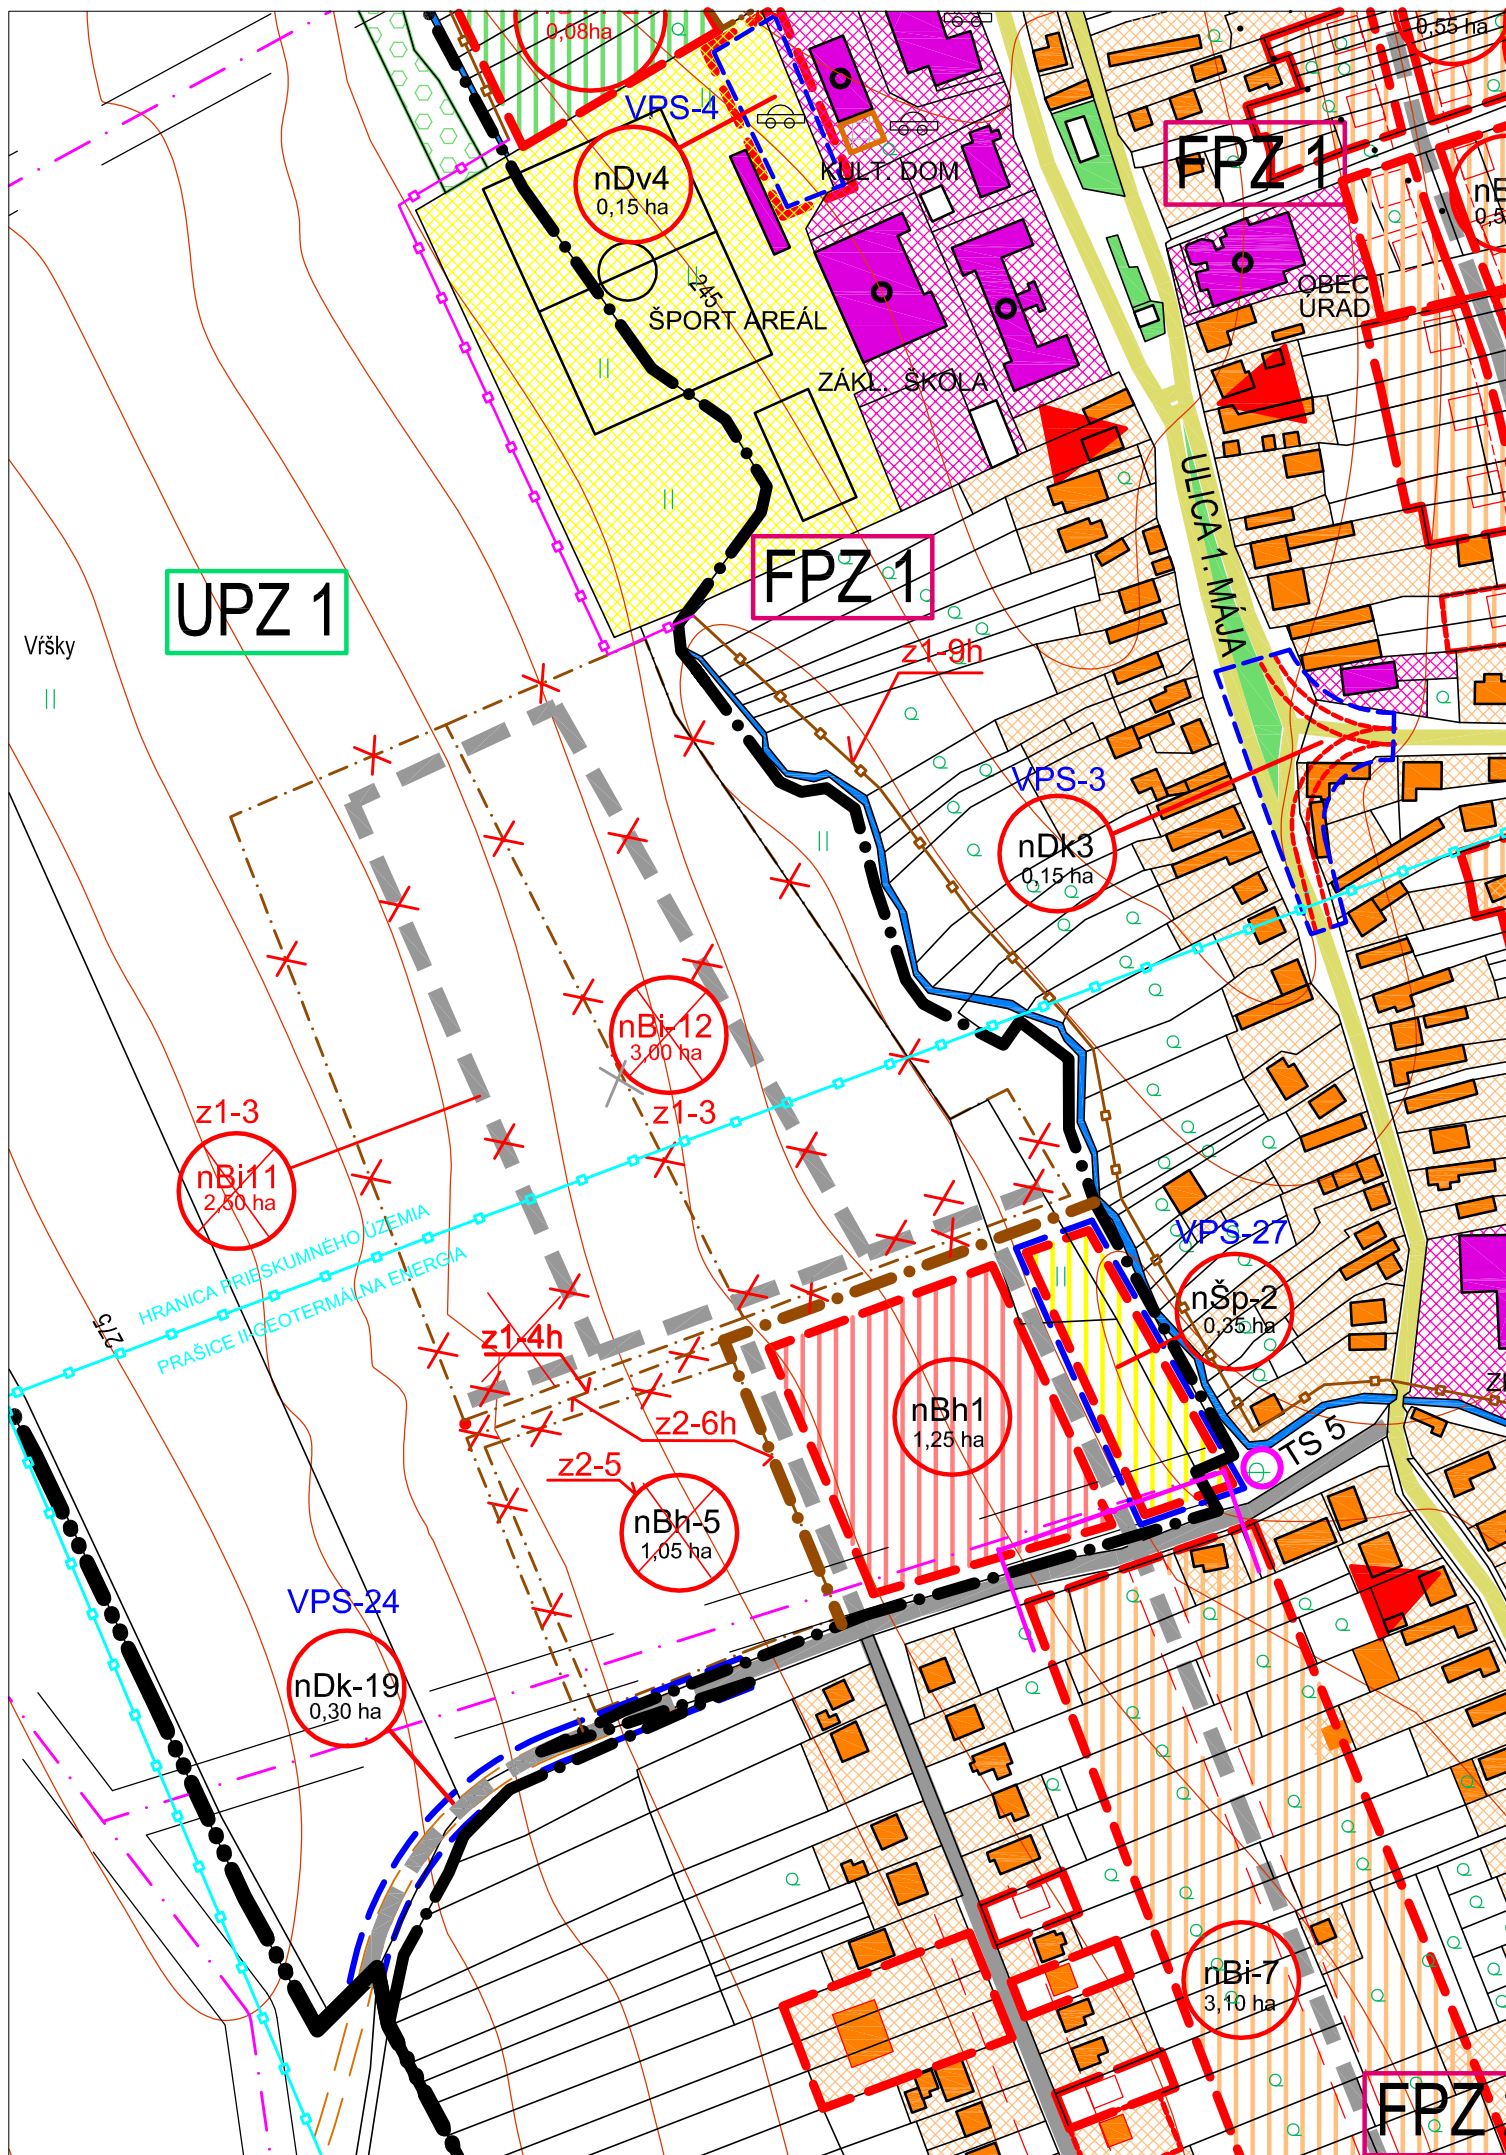 0,08ha
0,55 ha
VPS-4
nDv4
0,15 ha
KULT. DOM
FPZ 1
245
ŠPORT AREÁL
OBEC
ÚRAD
ZÁKL. ŠKOLA
ULICA 1. MÁJA
UPZ 1
FPZ 1
Vŕšky
z1-9h
VPS-3
nDk3
0,15 ha
nBi-12
3,00 ha
z1-3
z1-3
nBi11
2,50 ha
HRANICA PRIESKUMNÉHO ÚZEMIA
PRAŠICE II-GEOTERMÁLNA ENERGIA
275
VPS-27
nŠp-2
0,35 ha
z1-4h
nBh1
1,25 ha
z2-6h
z2-5
TS 5
nBh-5
1,05 ha
VPS-24
nDk-19
0,30 ha
nBi-7
3,10 ha
FPZ